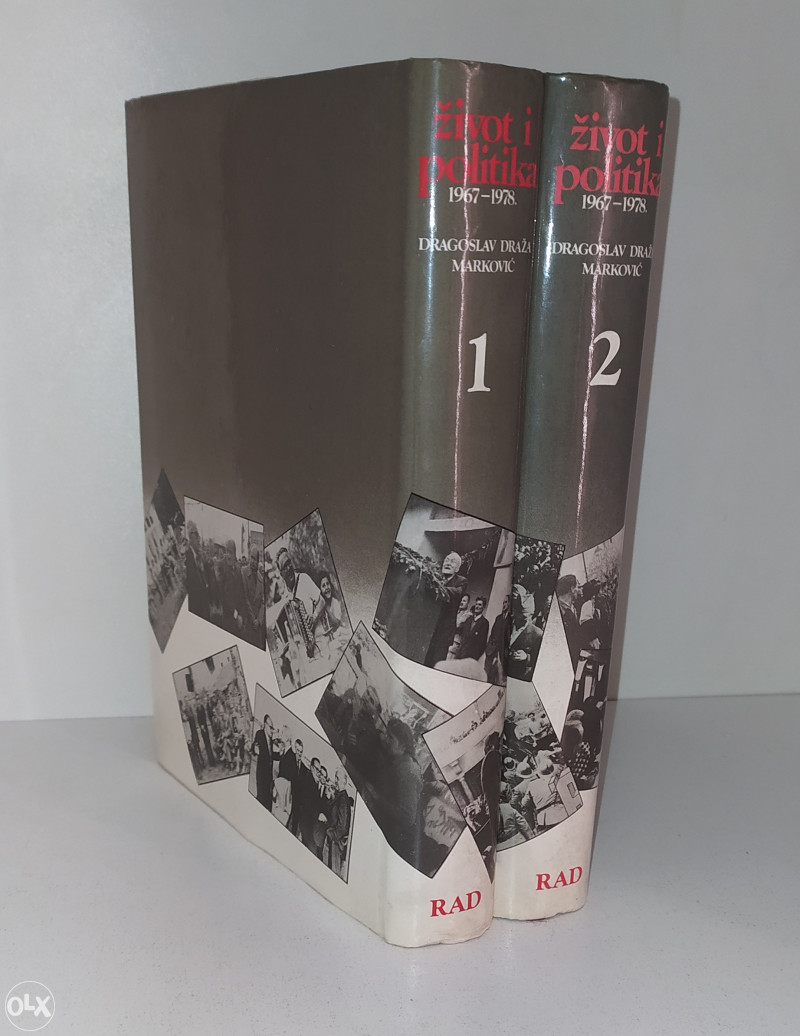 život i
politika
1967–1978.
DRAGOSLAV DRAŽA
MARKOVIĆ
1
RAD
život i
politika
1967–1978.
DRAGOSLAV DRAŽA
MARKOVIĆ
2
RAD
OLX